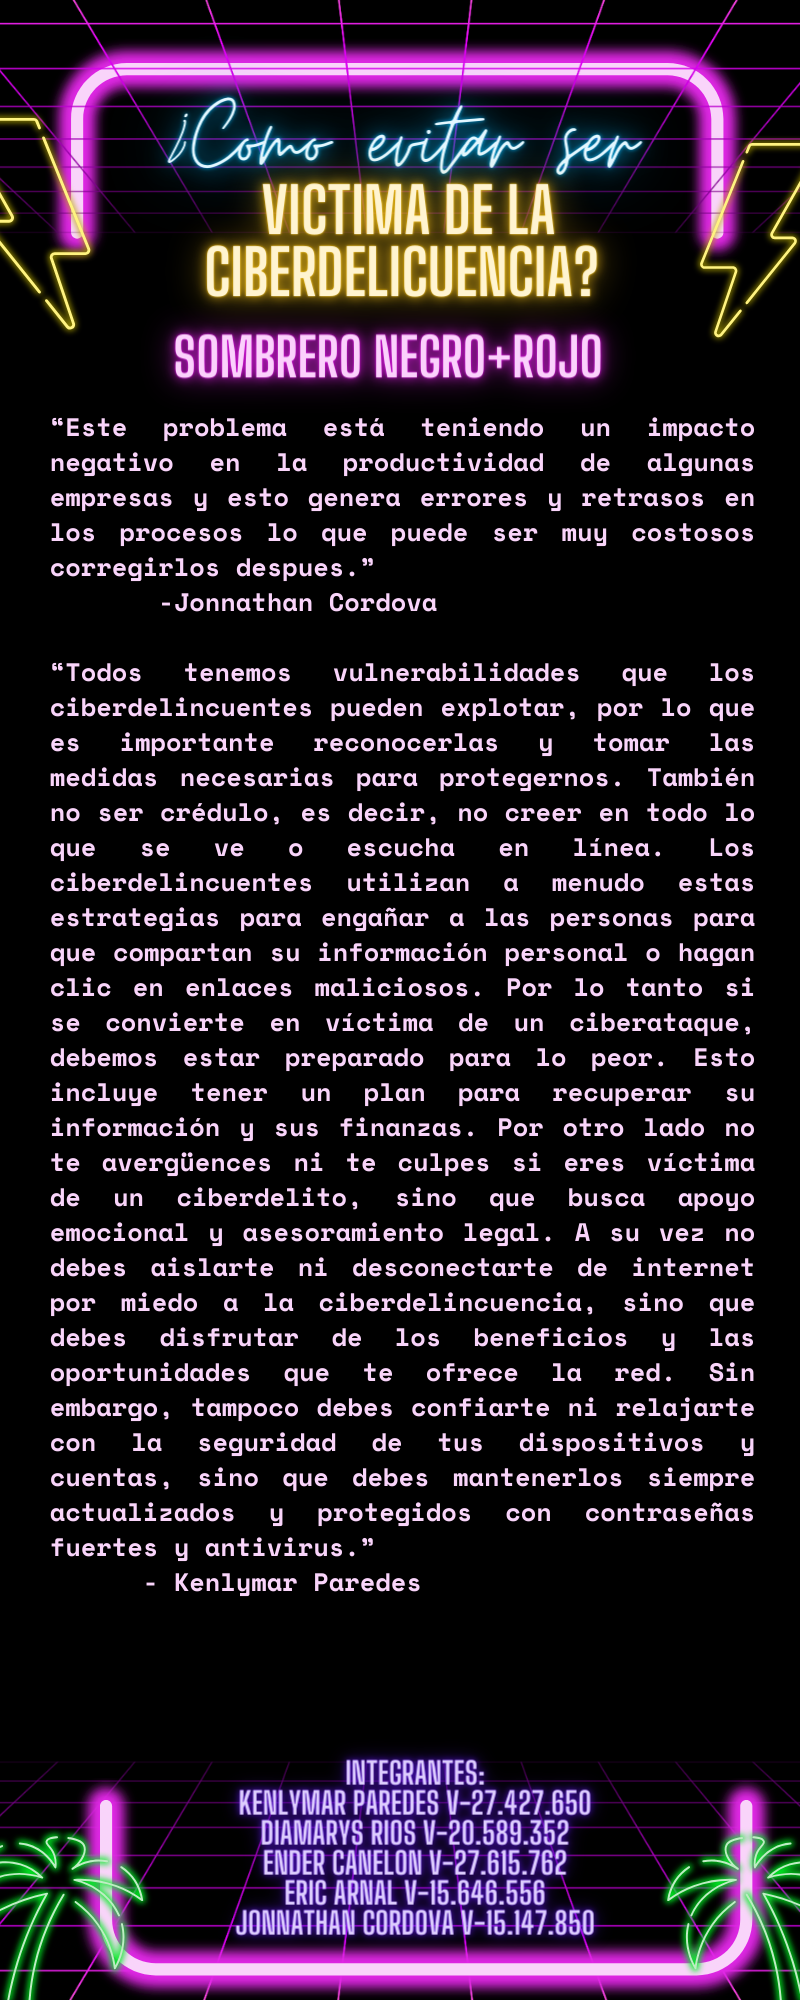 ¿Como evitar ser
VICTIMA DE LA
CIBERDELICUENCIA?
SOMBRERO NEGRO+ROJO
“Este problema está teniendo un impacto
negativo en la productividad de algunas
empresas y esto genera errores y retrasos en
los procesos lo que puede ser muy costosos
corregirlos despues.”
-Jonnathan Cordova
“Todos tenemos vulnerabilidades que los
ciberdelincuentes pueden explotar, por lo que
es importante reconocerlas y tomar las
medidas necesarias para protegernos. También
no ser crédulo, es decir, no creer en todo lo
que se ve o escucha en línea. Los
ciberdelincuentes utilizan a menudo estas
estrategias para engañar a las personas para
que compartan su información personal o hagan
clic en enlaces maliciosos. Por lo tanto si
se convierte en víctima de un ciberataque,
debemos estar preparado para lo peor. Esto
incluye tener un plan para recuperar su
información y sus finanzas. Por otro lado no
te avergüences ni te culpes si eres víctima
de un ciberdelito, sino que busca apoyo
emocional y asesoramiento legal. A su vez no
debes aislarte ni desconectarte de internet
por miedo a la ciberdelincuencia, sino que
debes disfrutar de los beneficios y las
oportunidades que te ofrece la red. Sin
embargo, tampoco debes confiarte ni relajarte
con la seguridad de tus dispositivos y
cuentas, sino que debes mantenerlos siempre
actualizados y protegidos con contraseñas
fuertes y antivirus.”
- Kenlymar Paredes
INTEGRANTES:
KENLYMAR PAREDES V-27.427.650
DIAMARYS RIOS V-20.589.352
ENDER CANELON V-27.615.762
ERIC ARNAL V-15.646.556
JONNATHAN CORDOVA V-15.147.850